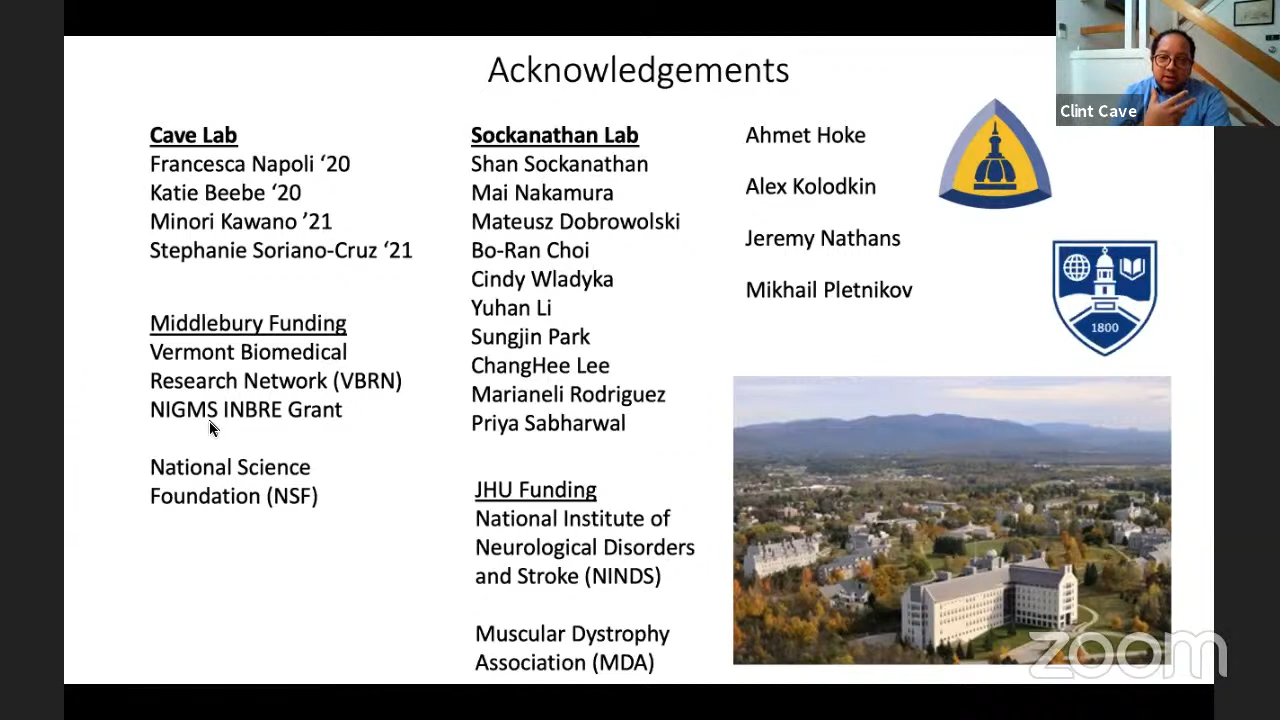 Acknowledgements
Clint Cave
Cave Lab
Francesca Napoli ‘20
Katie Beebe ‘20
Minori Kawano ’21
Stephanie Soriano-Cruz ‘21
Middlebury Funding
Vermont Biomedical
Research Network (VBRN)
NIGMS INBRE Grant
National Science
Foundation (NSF)
Sockanathan Lab
Shan Sockanathan
Mai Nakamura
Mateusz Dobrowolski
Bo-Ran Choi
Cindy Wladyka
Yuhan Li
Sungjin Park
ChangHee Lee
Marianeli Rodriguez
Priya Sabharwal
JHU Funding
National Institute of
Neurological Disorders
and Stroke (NINDS)
Muscular Dystrophy
Association (MDA)
Ahmet Hoke
Alex Kolodkin
Jeremy Nathans
Mikhail Pletnikov
1800
zoom